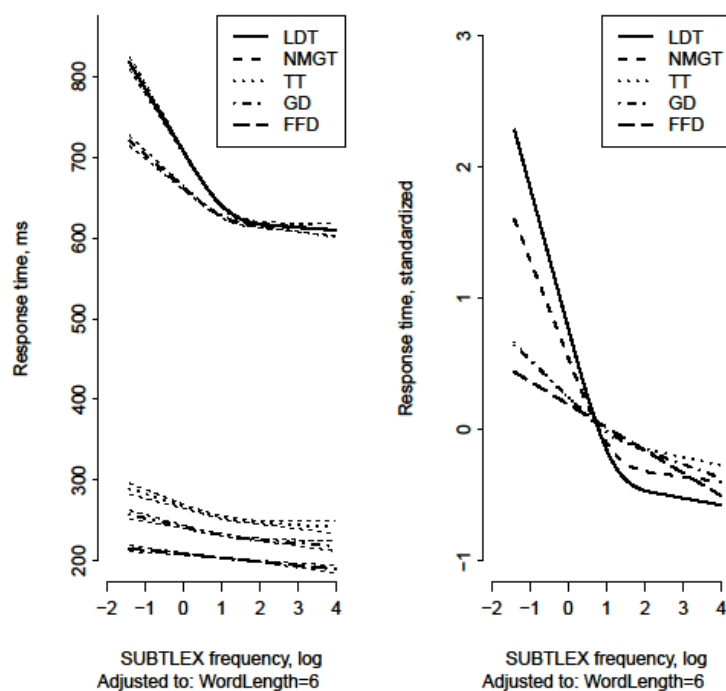 LDT
NMGT
TT
GD
FFD
Response time, ms
200
300
400
500
600
700
800
−2
−1
0
1
2
3
4
SUBTLEX frequency, log
Adjusted to: WordLength=6
LDT
NMGT
TT
GD
FFD
Response time, standardized
−1
0
1
2
3
−2
−1
0
1
2
3
4
SUBTLEX frequency, log
Adjusted to: WordLength=6